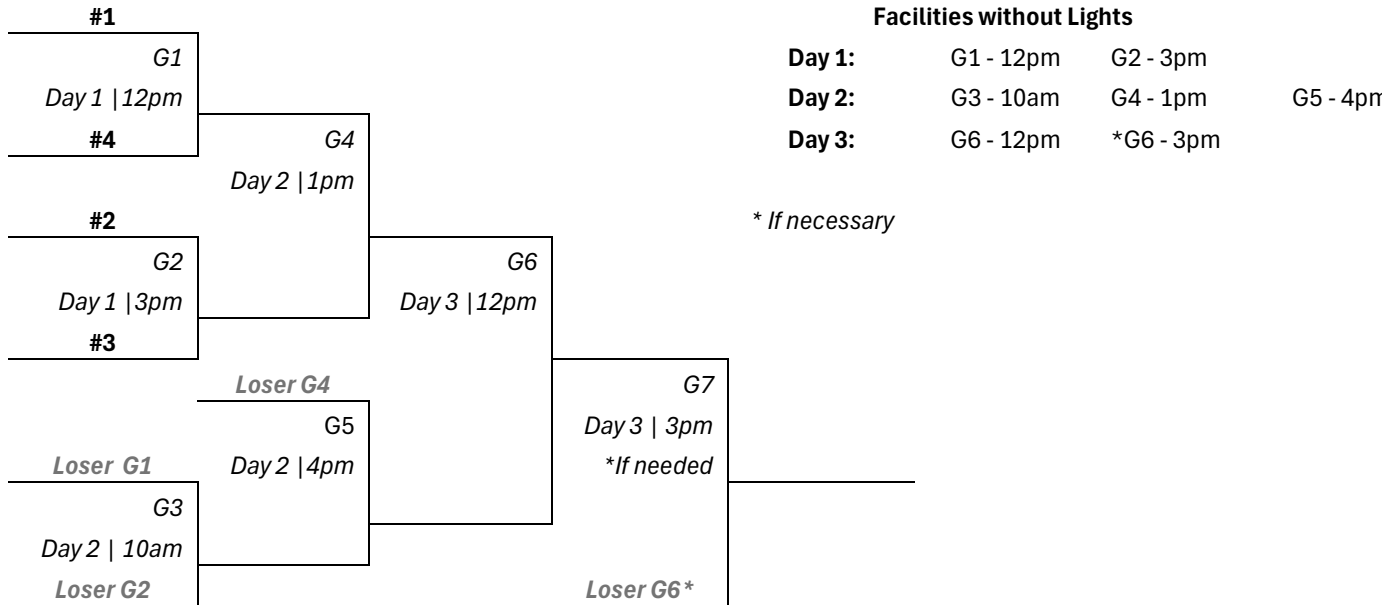 #1
G1
Day 1 | 12pm
#4
G4
Day 2 | 1pm
#2
G2
Day 1 | 3pm
#3
G6
Day 3 | 12pm
Loser G4
G5
Day 2 | 4pm
Loser G1
G3
Day 2 | 10am
Loser G2
G7
Day 3 | 3pm
*If needed
Loser G6*
Facilities without Lights
Day 1: G1 - 12pm G2 - 3pm
Day 2: G3 - 10am G4 - 1pm G5 - 4pm
Day 3: G6 - 12pm *G6 - 3pm
* If necessary